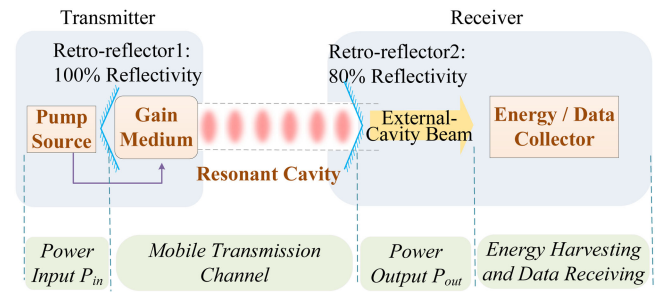 Transmitter
Receiver
Retro-reflector1:
100% Reflectivity
Retro-reflector2:
80% Reflectivity
Pump
Source
Gain
Medium
External-
Cavity Beam
Energy / Data
Collector
Resonant Cavity
Power
Input Pin
Mobile Transmission
Channel
Power
Output Pout
Energy Harvesting
and Data Receiving